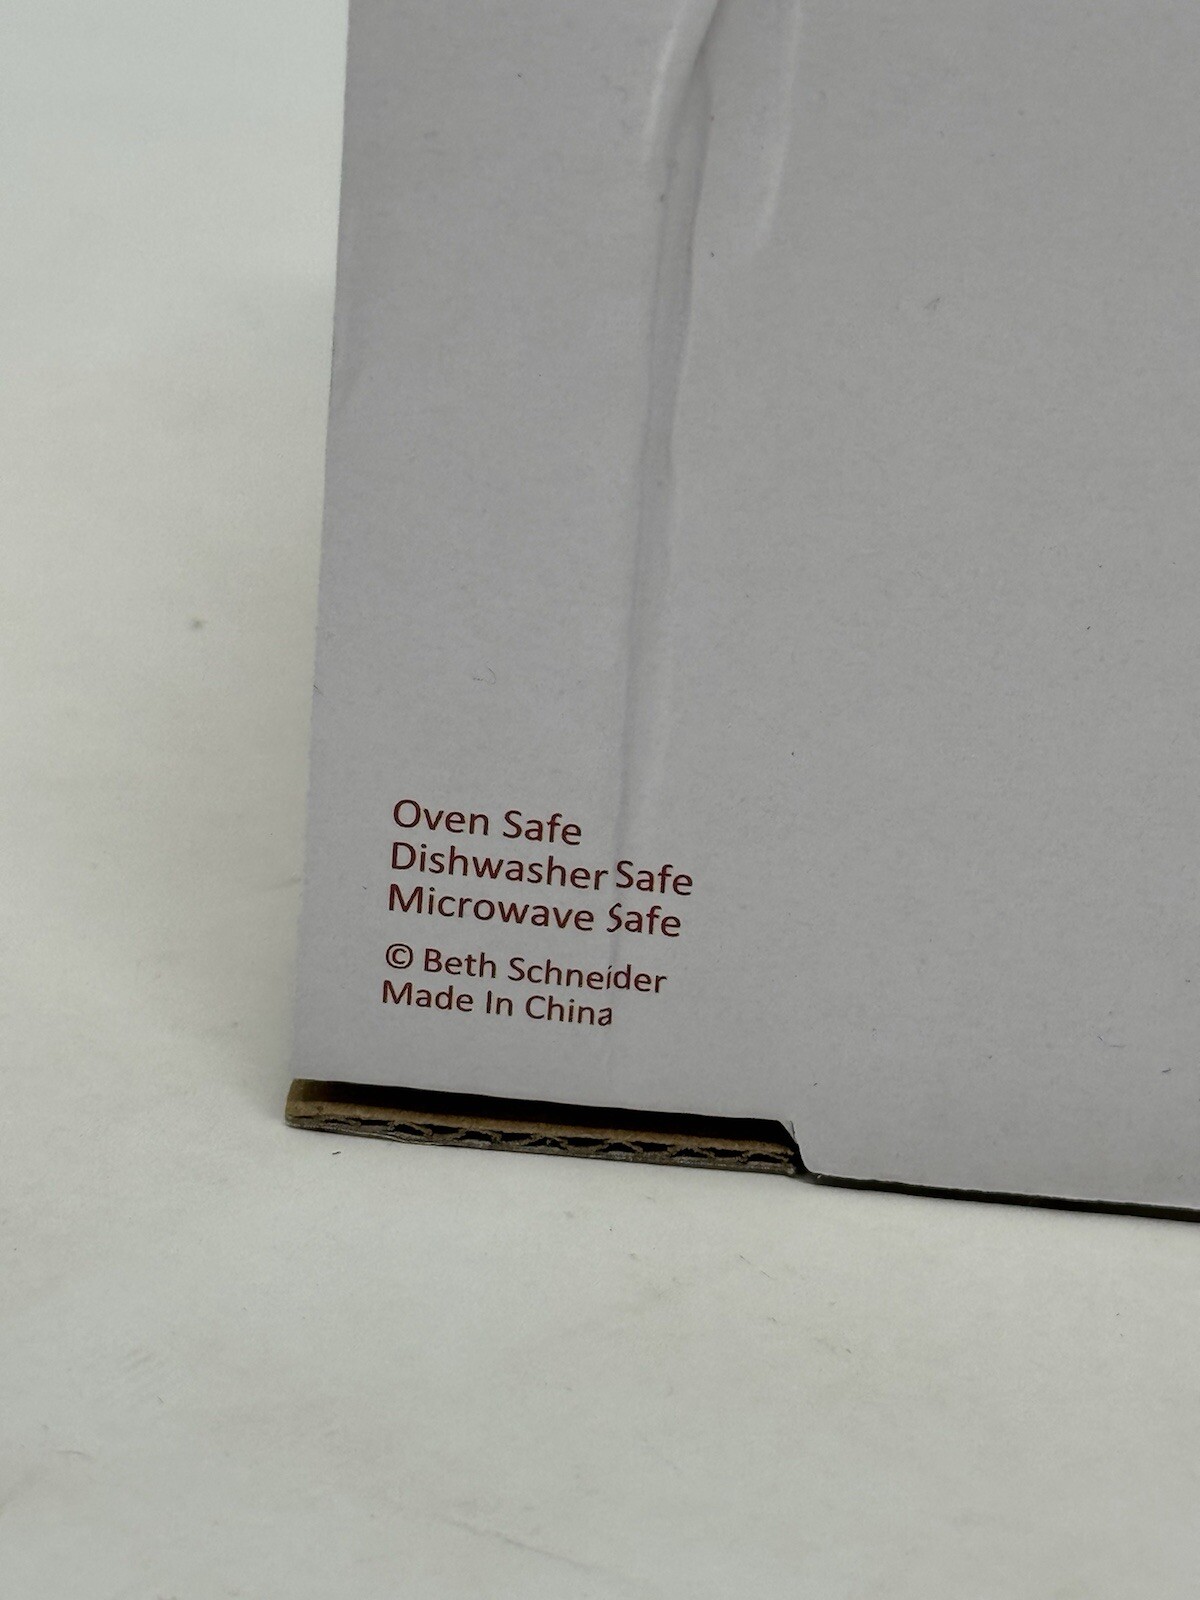 Oven Safe
Dishwasher Safe
Microwave Safe
© Beth Schneider
Made In China